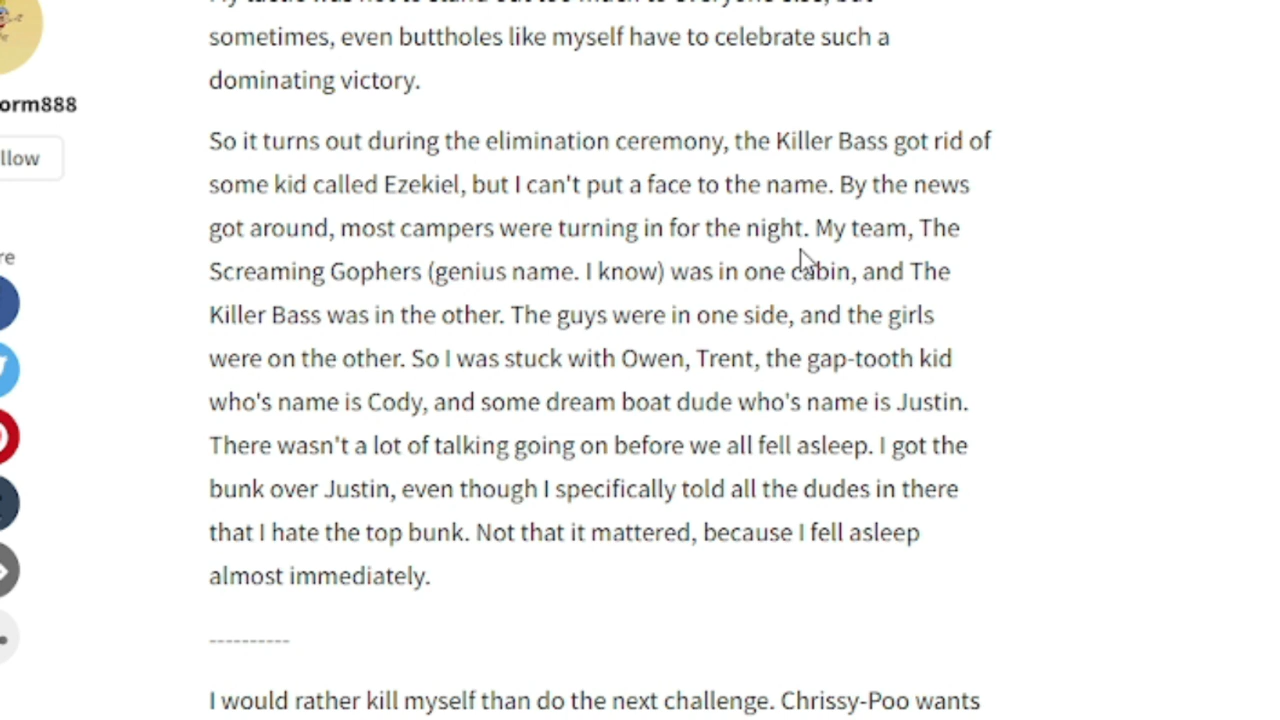 sometimes, even buttholes like myself have to celebrate such a
dominating victory.
orm888
llow
So it turns out during the elimination ceremony, the Killer Bass got rid of
some kid called Ezekiel, but I can't put a face to the name. By the news
got around, most campers were turning in for the night. My team, The
re
Screaming Gophers (genius name. I know) was in one cabin, and The
Killer Bass was in the other. The guys were in one side, and the girls
were on the other. So I was stuck with Owen, Trent, the gap-tooth kid
who's name is Cody, and some dream boat dude who's name is Justin.
There wasn't a lot of talking going on before we all fell asleep. I got the
bunk over Justin, even though I specifically told all the dudes in there
that I hate the top bunk. Not that it mattered, because I fell asleep
almost immediately.
----------
I would rather kill myself than do the next challenge. Chrissy-Poo wants